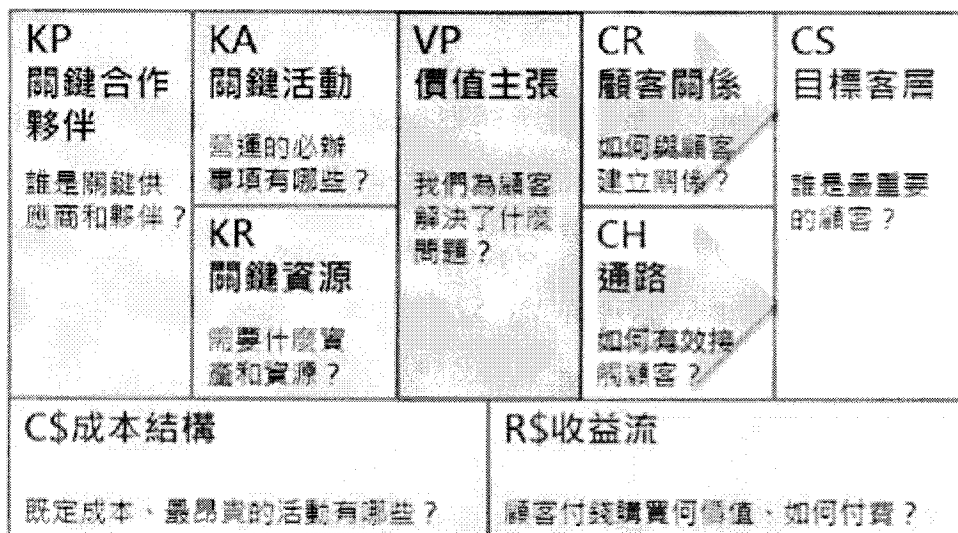 KP
關鍵合作
夥伴
誰是關鍵供
應商和夥伴？
KA
關鍵活動
營運的必辦
事項有哪些？
KR
關鍵資源
需要什麼資
產和資源？
VP
價值主張
我們為顧客
解決了什麼
問題？
CR
顧客關係
如何與顧客
建立關係？
CH
通路
如何有效接
觸顧客？
CS
目標客層
誰是最重要
的顧客？
C$成本結構
既定成本、最昂貴的活動有哪些？
R$收益流
顧客付錢購買何價值、如何付費？